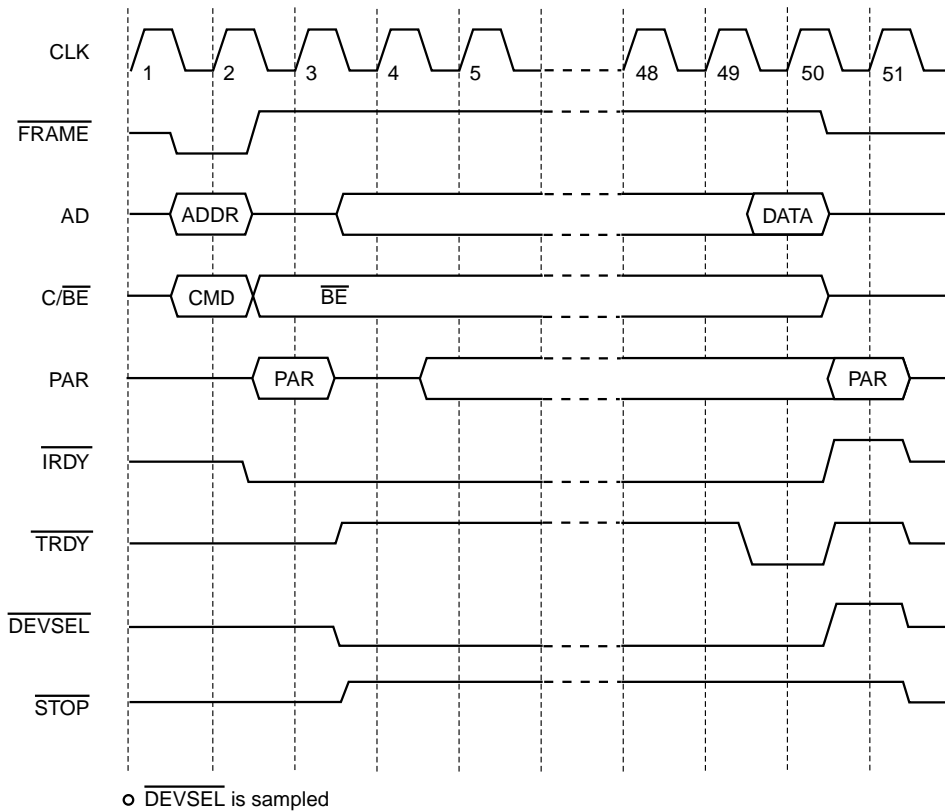 CLK
1 2 3 4 5 48 49 50 51
FRAME
AD ADDR DATA
C/BE CMD BE
PAR PAR PAR
IRDY
TRDY
DEVSEL
STOP
DEVSEL is sampled